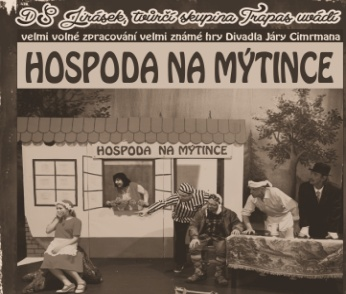 DS Jirásek, tvůrčí skupina Trapas uvádí
velmi volné zpracování velmi známé hry Divadla Járy Cimrmana
HOSPODA NA MÝTINCE
HOSPODA NA MÝTINCE